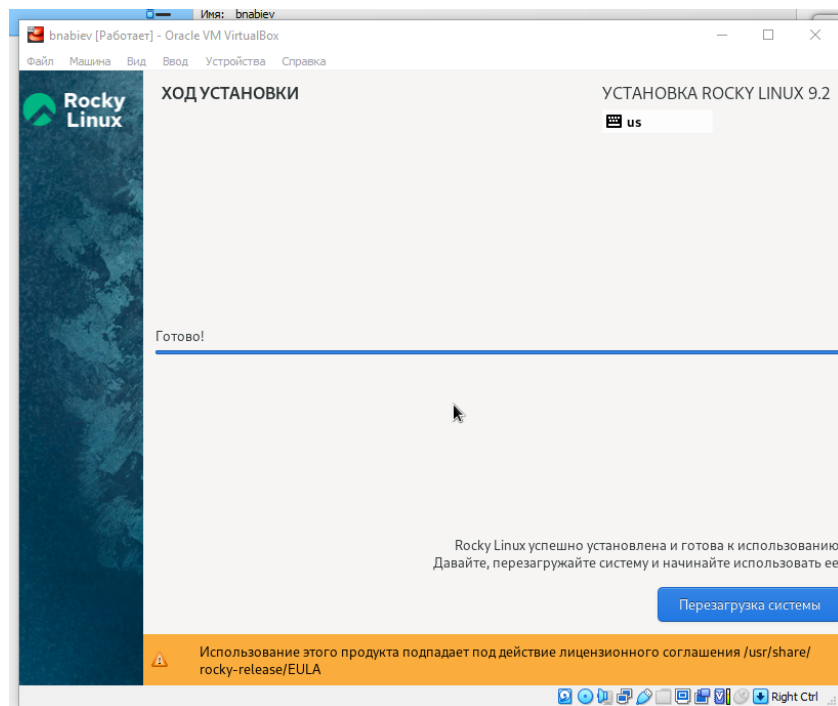 Имя: bnabiev
bnabiev [Работает] - Oracle VM VirtualBox
Файл Машина Вид Ввод Устройства Справка
Rocky
Linux
ХОД УСТАНОВКИ
УСТАНОВКА ROCKY LINUX 9.2
us
Готово!
Rocky Linux успешно установлена и готова к использованию
Давайте, перезагружайте систему и начинайте использовать ее
Перезагрузка системы
Использование этого продукта подпадает под действие лицензионного соглашения /usr/share/
rocky-release/EULA
Right Ctrl